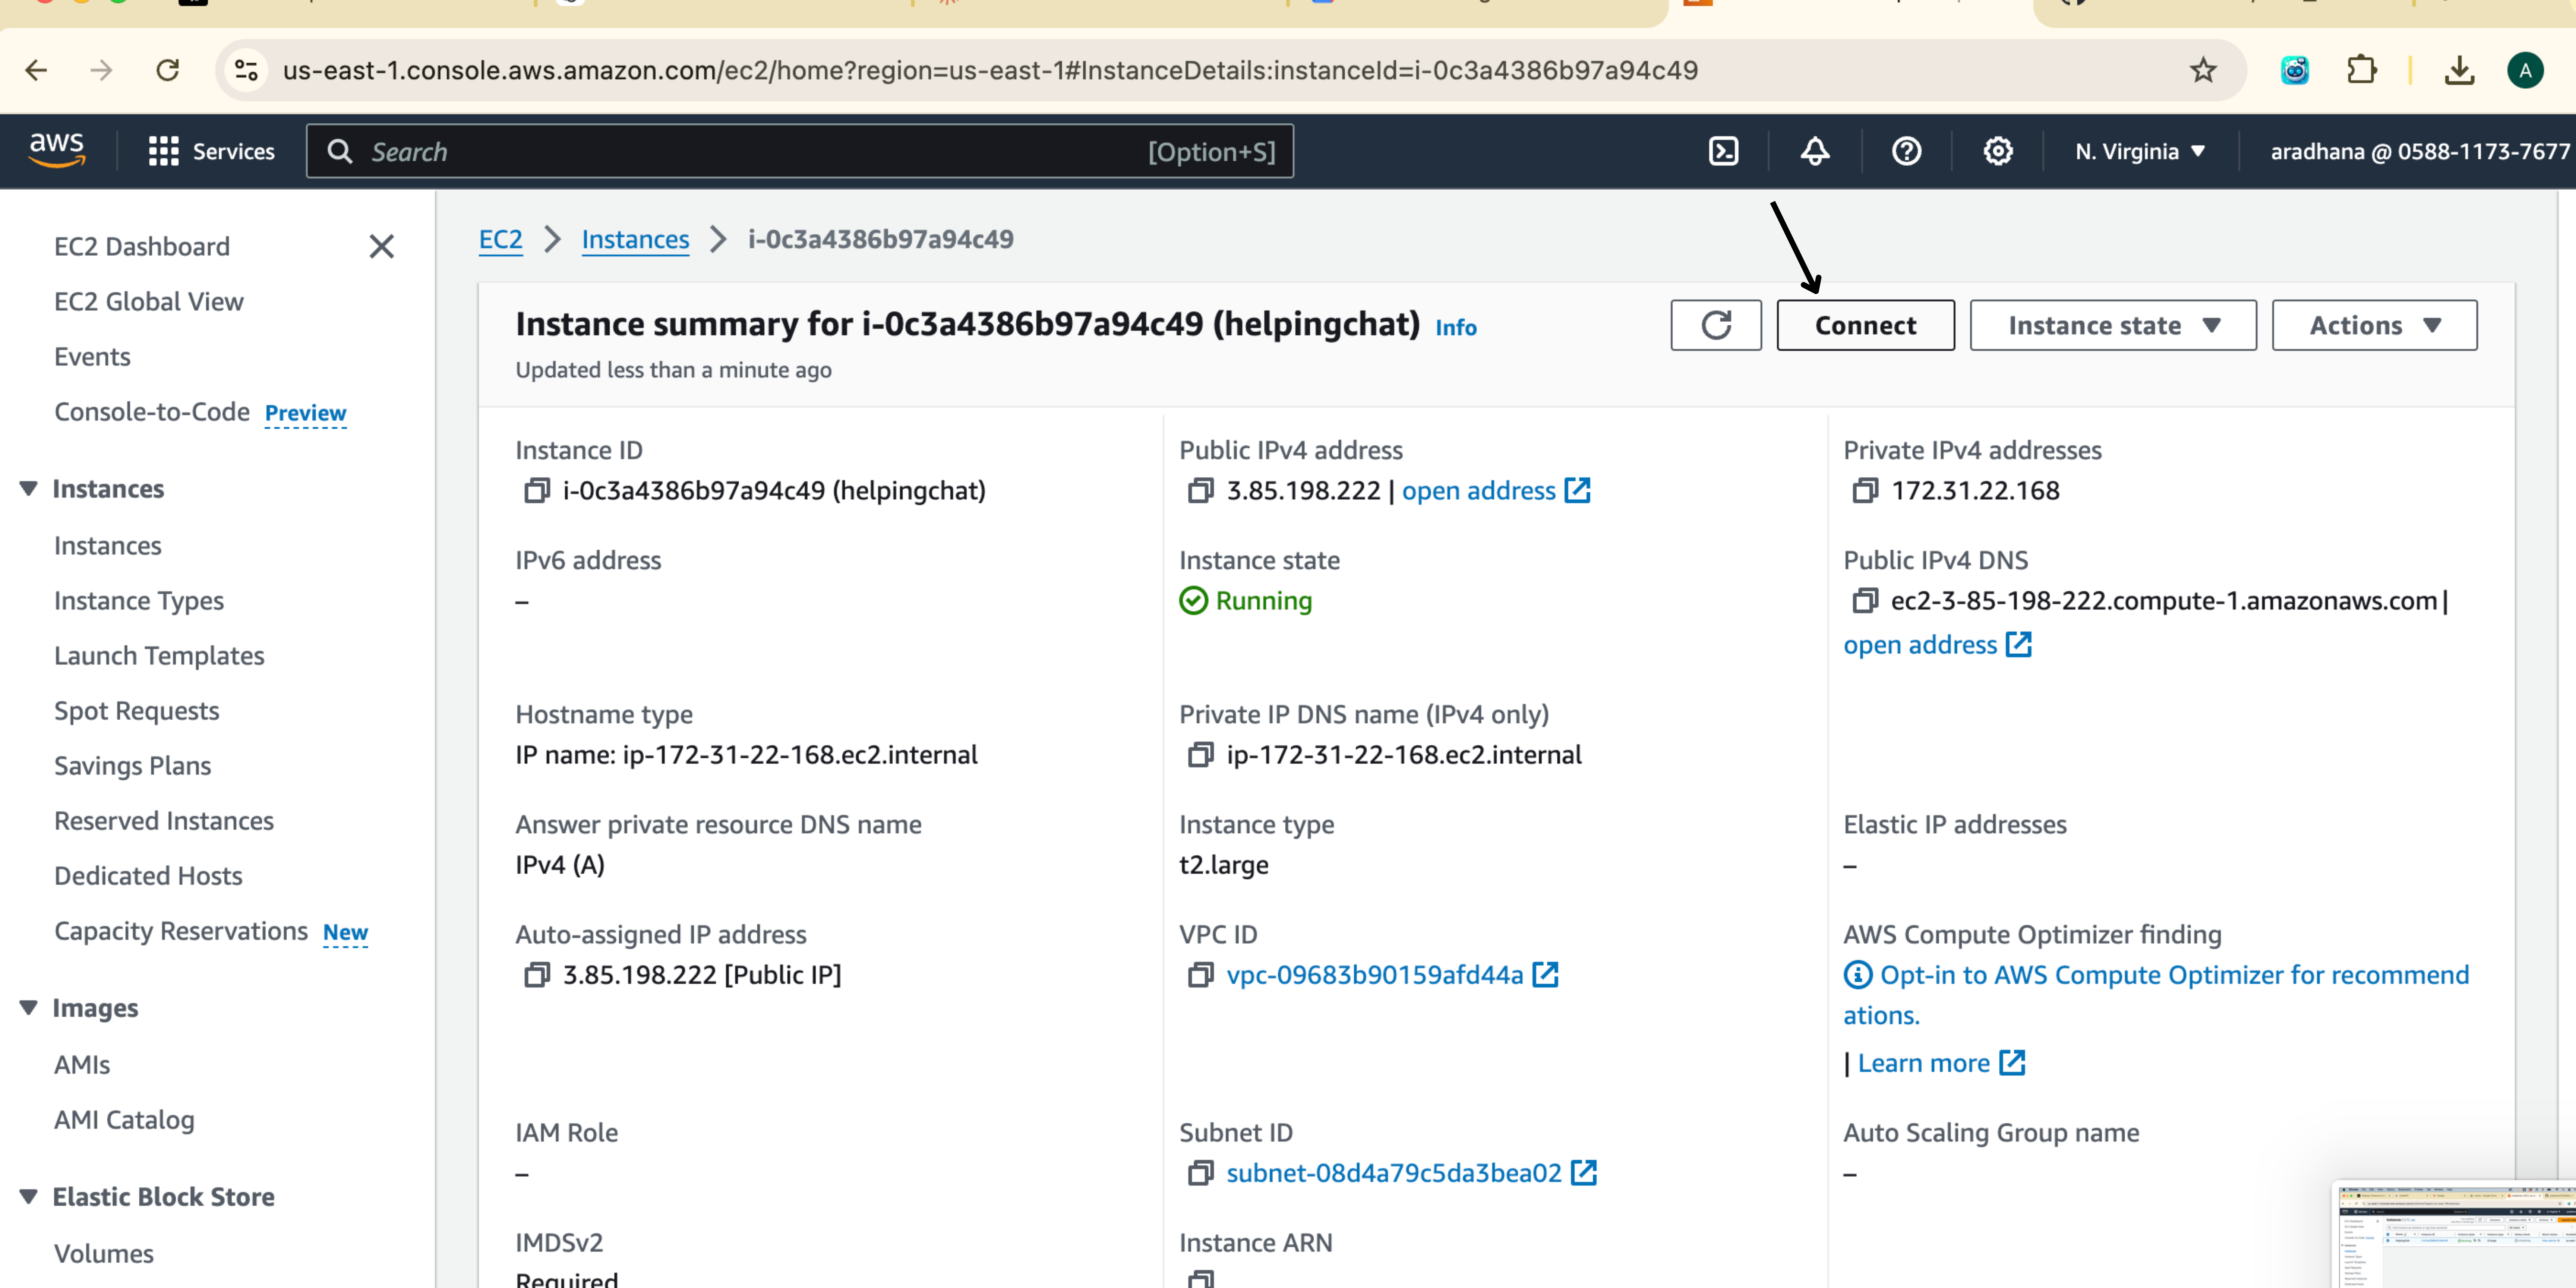 us-east-1.console.aws.amazon.com/ec2/home?region=us-east-1#InstanceDetails:instanceId=i-0c3a4386b97a94c49
A
aws
Services
Search
[Option+S]
N. Virginia
aradhana @ 0588-1173-7677
EC2 Dashboard
EC2 Global View
Events
Console-to-Code Preview
Instances
Instances
Instance Types
Launch Templates
Spot Requests
Savings Plans
Reserved Instances
Dedicated Hosts
Capacity Reservations New
Images
AMIs
AMI Catalog
Elastic Block Store
Volumes
EC2 > Instances > i-0c3a4386b97a94c49
Instance summary for i-0c3a4386b97a94c49 (helpingchat) Info
Updated less than a minute ago
Connect
Instance state
Actions
Instance ID
i-0c3a4386b97a94c49 (helpingchat)
Public IPv4 address
3.85.198.222 | open address
Private IPv4 addresses
172.31.22.168
IPv6 address
–
Instance state
Running
Public IPv4 DNS
ec2-3-85-198-222.compute-1.amazonaws.com |
open address
Hostname type
IP name: ip-172-31-22-168.ec2.internal
Private IP DNS name (IPv4 only)
ip-172-31-22-168.ec2.internal
Answer private resource DNS name
IPv4 (A)
Instance type
t2.large
Elastic IP addresses
–
Auto-assigned IP address
3.85.198.222 [Public IP]
VPC ID
vpc-09683b90159afd44a
AWS Compute Optimizer finding
Opt-in to AWS Compute Optimizer for recommend
ations.
| Learn more
IAM Role
–
Subnet ID
subnet-08d4a79c5da3bea02
Auto Scaling Group name
–
IMDSv2
Required
Instance ARN